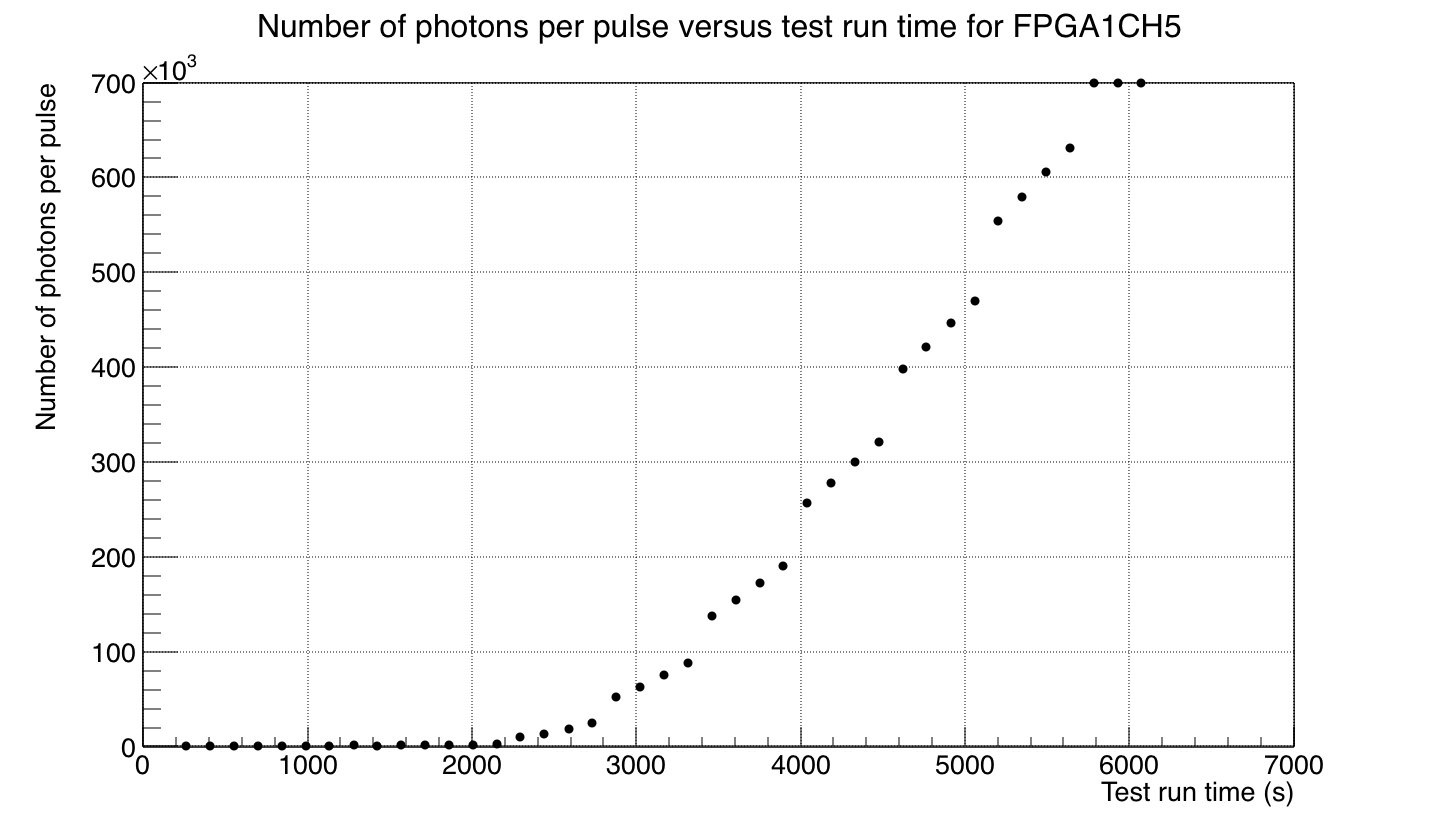 Number of photons per pulse versus test run time for FPGA1CH5
×10³
Number of photons per pulse
700
600
500
400
300
200
100
0
0 1000 2000 3000 4000 5000 6000 7000
Test run time (s)